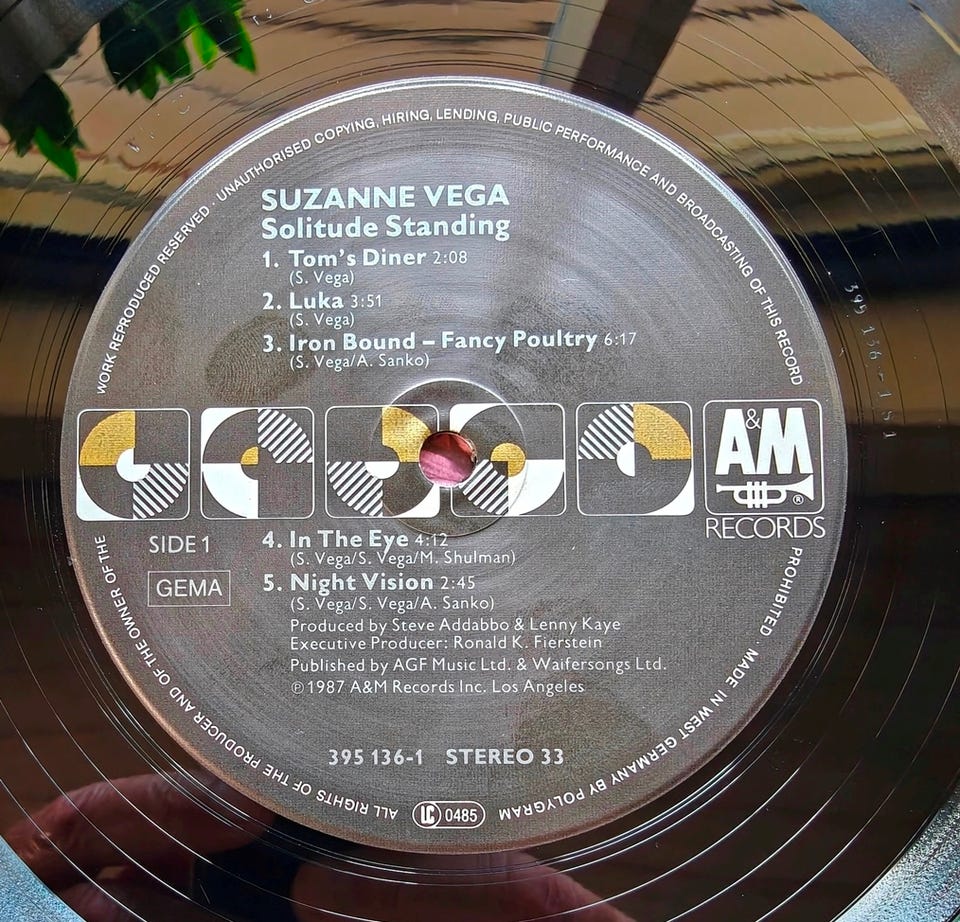 SUZANNE VEGA
Solitude Standing
1. Tom's Diner 2:08
(S. Vega)
2. Luka 3:51
(S. Vega)
3. Iron Bound – Fancy Poultry 6:17
(S. Vega/A. Sanko)
A&M
®
RECORDS
SIDE 1
GEMA
4. In The Eye 4:12
(S. Vega/S. Vega/M. Shulman)
5. Night Vision 2:45
(S. Vega/S. Vega/A. Sanko)
Produced by Steve Addabbo & Lenny Kaye
Executive Producer: Ronald K. Fierstein
Published by AGF Music Ltd. & Waifersongs Ltd.
℗ 1987 A&M Records Inc. Los Angeles
395 136-1 STEREO 33
LC 0485
ALL RIGHTS OF THE PRODUCER AND OF THE OWNER OF THE WORK REPRODUCED RESERVED · UNAUTHORISED COPYING, HIRING, LENDING, PUBLIC PERFORMANCE AND BROADCASTING OF THIS RECORD PROHIBITED MADE IN WEST GERMANY BY POLYGRAM